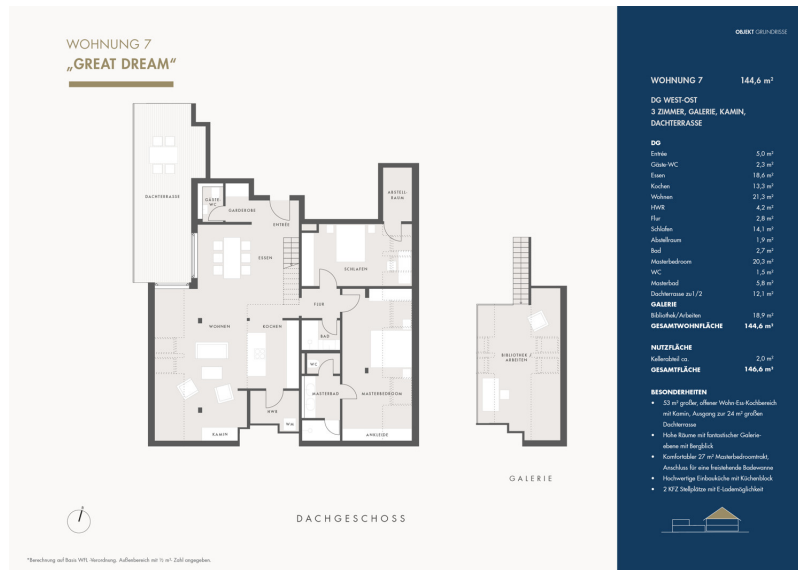 WOHNUNG 7
„GREAT DREAM“
DACHTERRASSE
GÄSTE-
WC
GARDEROBE
ENTRÉE
ABSTELL-
RAUM
ESSEN
SCHLAFEN
FLUR
WOHNEN
KOCHEN
BAD
WC
MASTERBAD
MASTERBEDROOM
HWR
WM
KAMIN
ANKLEIDE
BIBLIOTHEK /
ARBEITEN
GALERIE
DACHGESCHOSS
*Berechnung auf Basis WFL -Verordnung. Außenbereich mit ½ m²- Zahl angegeben.
OBJEKT GRUNDRISSE
WOHNUNG 7 144,6 m²
DG WEST-OST
3 ZIMMER, GALERIE, KAMIN,
DACHTERRASSE
DG
Entrée 5,0 m²
Gäste-WC 2,3 m²
Essen 18,6 m²
Kochen 13,3 m²
Wohnen 21,3 m²
HWR 4,2 m²
Flur 2,8 m²
Schlafen 14,1 m²
Abstellraum 1,9 m²
Bad 2,7 m²
Masterbedroom 20,3 m²
WC 1,5 m²
Masterbad 5,8 m²
Dachterrasse zu1/2 12,1 m²
GALERIE
Bibliothek/Arbeiten 18,9 m²
GESAMTWOHNFLÄCHE 144,6 m²
NUTZFLÄCHE
Kellerabteil ca. 2,0 m²
GESAMTFLÄCHE 146,6 m²
BESONDERHEITEN
• 53 m² großer, offener Wohn-Ess-Kochbereich
mit Kamin, Ausgang zur 24 m² großen
Dachterrasse
• Hohe Räume mit fantastischer Galerie-
ebene mit Bergblick
• Komfortabler 27 m² Masterbedroomtrakt,
Anschluss für eine freistehende Badewanne
• Hochwertige Einbauküche mit Küchenblock
• 2 KFZ Stellplätze mit E-Lademöglichkeit